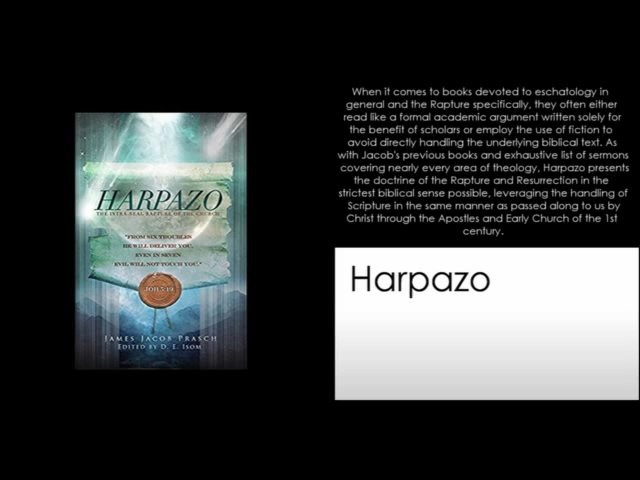 HARPAZO
THE INTRA-SEAL RAPTURE OF THE CHURCH
"FROM SIX TROUBLES
HE WILL DELIVER YOU,
EVEN IN SEVEN
EVIL WILL NOT TOUCH YOU."
JOB 5:19
JAMES JACOB PRASCH
EDITED BY D. E. ISOM
When it comes to books devoted to eschatology in
general and the Rapture specifically, they often either
read like a formal academic argument written solely for
the benefit of scholars or employ the use of fiction to
avoid directly handling the underlying biblical text. As
with Jacob's previous books and exhaustive list of sermons
covering nearly every area of theology, Harpazo presents
the doctrine of the Rapture and Resurrection in the
strictest biblical sense possible, leveraging the handling of
Scripture in the same manner as passed along to us by
Christ through the Apostles and Early Church of the 1st
century.
Harpazo